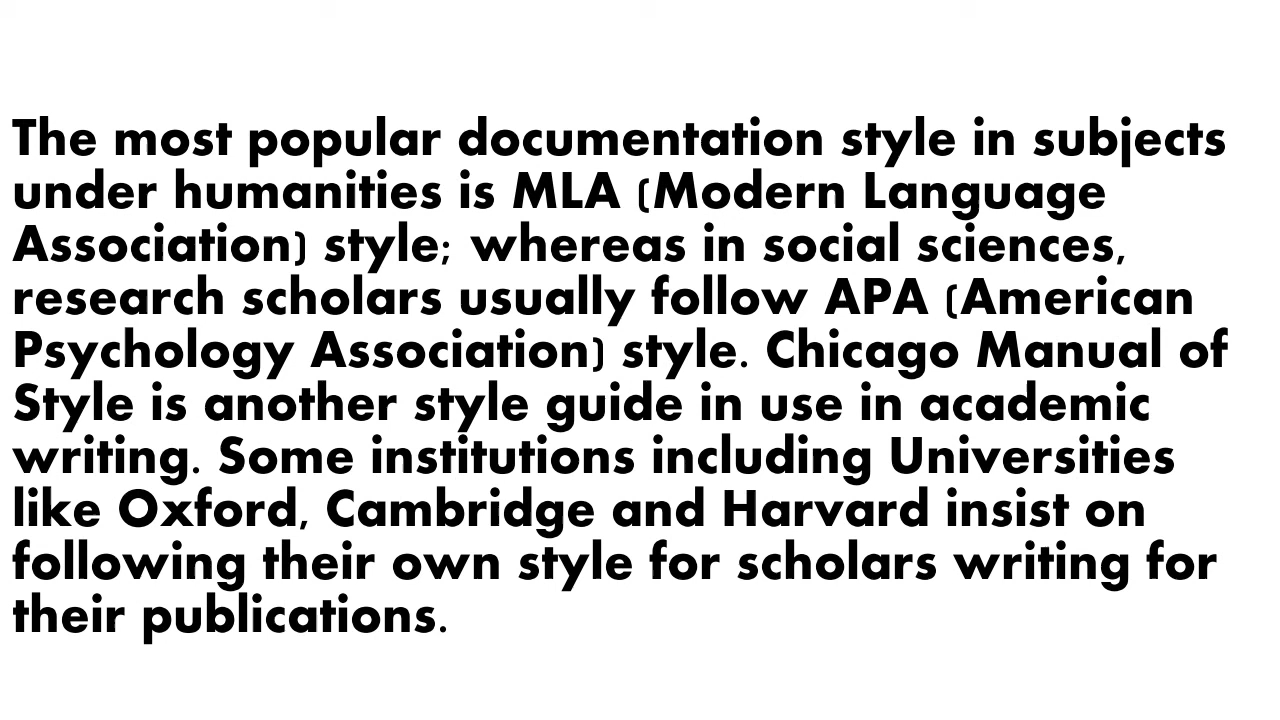 The most popular documentation style in subjects
under humanities is MLA (Modern Language
Association) style; whereas in social sciences,
research scholars usually follow APA (American
Psychology Association) style. Chicago Manual of
Style is another style guide in use in academic
writing. Some institutions including Universities
like Oxford, Cambridge and Harvard insist on
following their own style for scholars writing for
their publications.